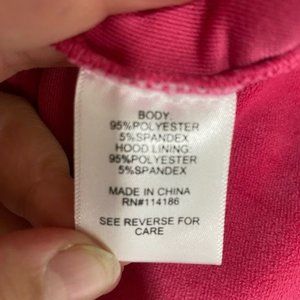 BODY:
95%POLYESTER
5%SPANDEX
HOOD LINING
95%POLYESTER
5%SPANDEX
MADE IN CHINA
RN#114186
SEE REVERSE FOR
CARE